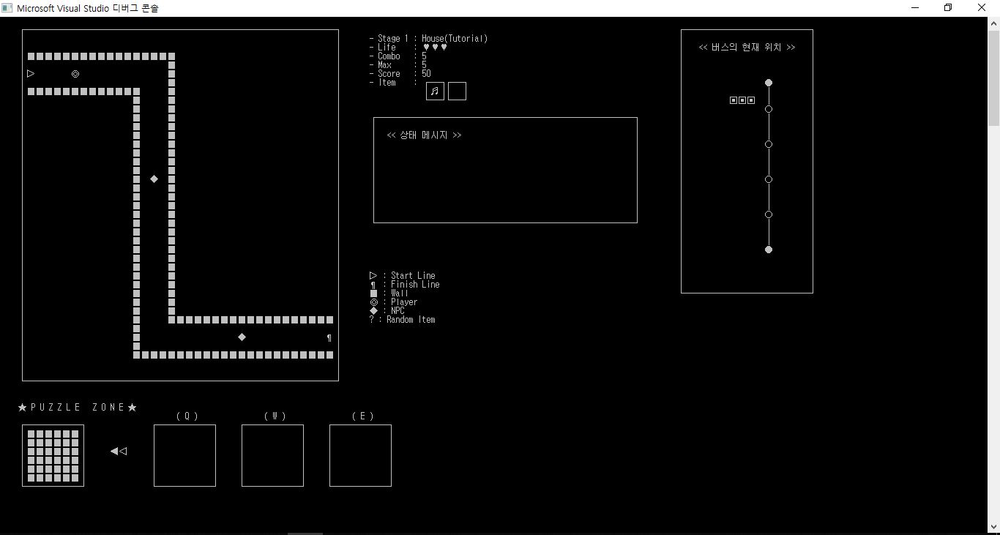 Microsoft Visual Studio 디버그 콘솔
- Stage 1 : House(Tutorial)
- Life : ♥♥♥
- Combo : 5
- Max : 5
- Score : 50
- Item :
♬
<< 상태 메시지 >>
▷ : Start Line
¶ : Finish Line
■ : Wall
◎ : Player
◆ : NPC
? : Random Item
<< 버스의 현재 위치 >>
★PUZZLE ZONE★
(Q)
(W)
(E)